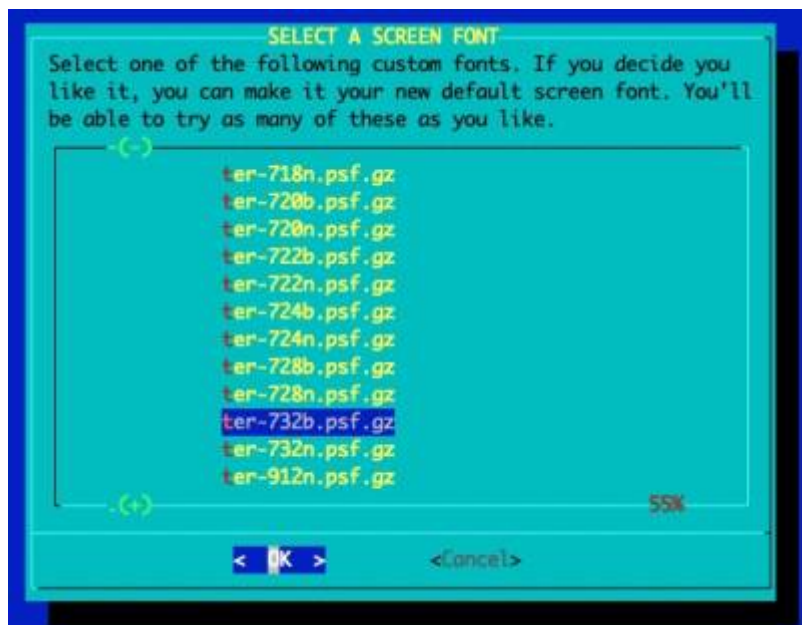 SELECT A SCREEN FONT
Select one of the following custom fonts. If you decide you
like it, you can make it your new default screen font. You'll
be able to try as many of these as you like.
-(-)
ter-718n.psf.gz
ter-720b.psf.gz
ter-720n.psf.gz
ter-722b.psf.gz
ter-722n.psf.gz
ter-724b.psf.gz
ter-724n.psf.gz
ter-728b.psf.gz
ter-728n.psf.gz
ter-732b.psf.gz
ter-732n.psf.gz
ter-912n.psf.gz
.(+) 55%
< OK > <Cancel>